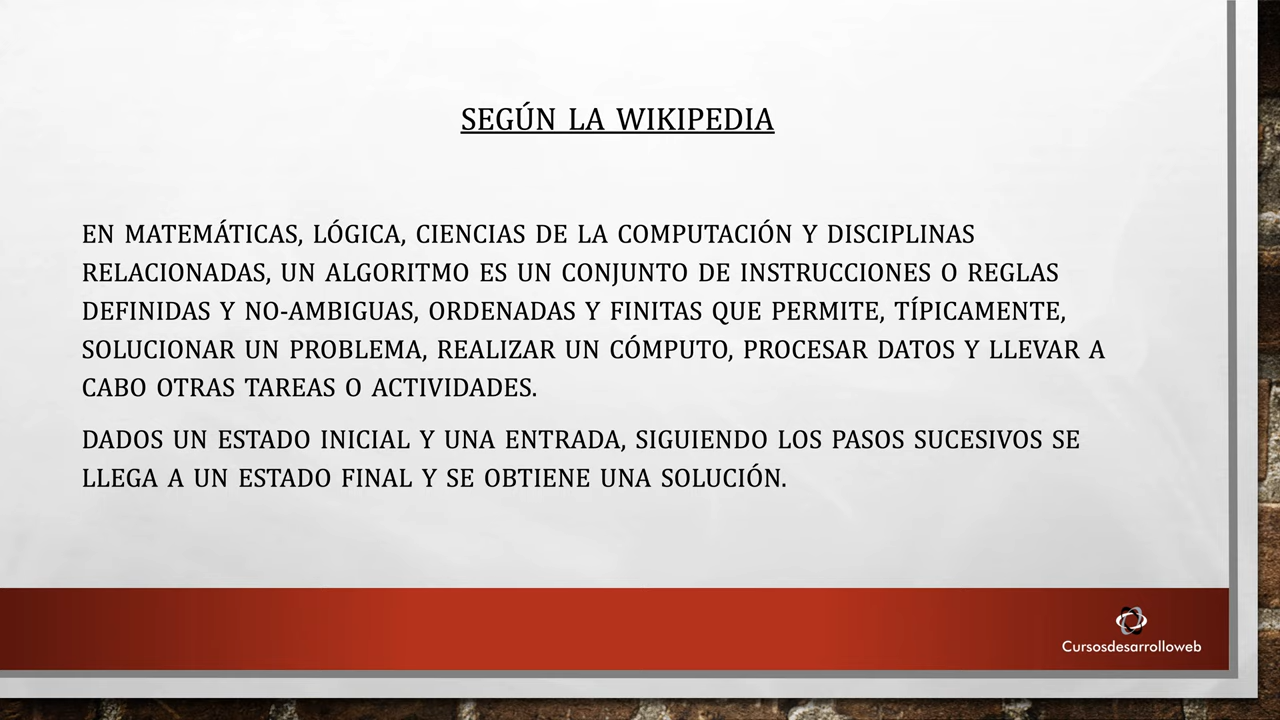 SEGÚN LA WIKIPEDIA
EN MATEMÁTICAS, LÓGICA, CIENCIAS DE LA COMPUTACIÓN Y DISCIPLINAS
RELACIONADAS, UN ALGORITMO ES UN CONJUNTO DE INSTRUCCIONES O REGLAS
DEFINIDAS Y NO-AMBIGUAS, ORDENADAS Y FINITAS QUE PERMITE, TÍPICAMENTE,
SOLUCIONAR UN PROBLEMA, REALIZAR UN CÓMPUTO, PROCESAR DATOS Y LLEVAR A
CABO OTRAS TAREAS O ACTIVIDADES.
DADOS UN ESTADO INICIAL Y UNA ENTRADA, SIGUIENDO LOS PASOS SUCESIVOS SE
LLEGA A UN ESTADO FINAL Y SE OBTIENE UNA SOLUCIÓN.
Cursosdesarrolloweb